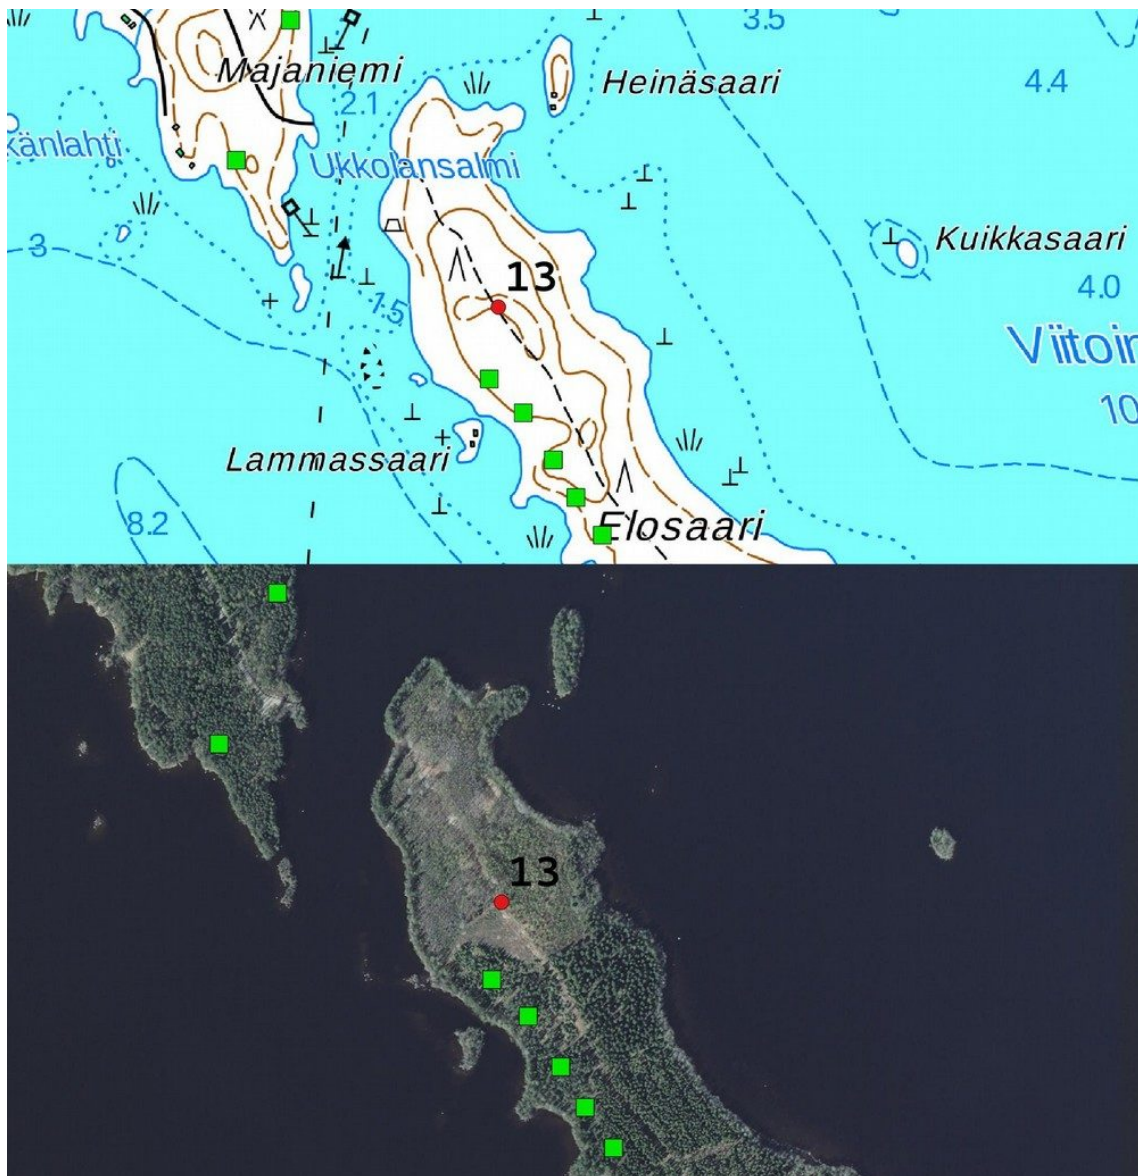 3.5
Majaniemi
Heinäsaari
4.4
2.1
känlahti
Ukkolansalmi
Kuikkasaari
3
13
4.0
1.5
Viitoin
10
Lammassaari
8.2
Elosaari
13